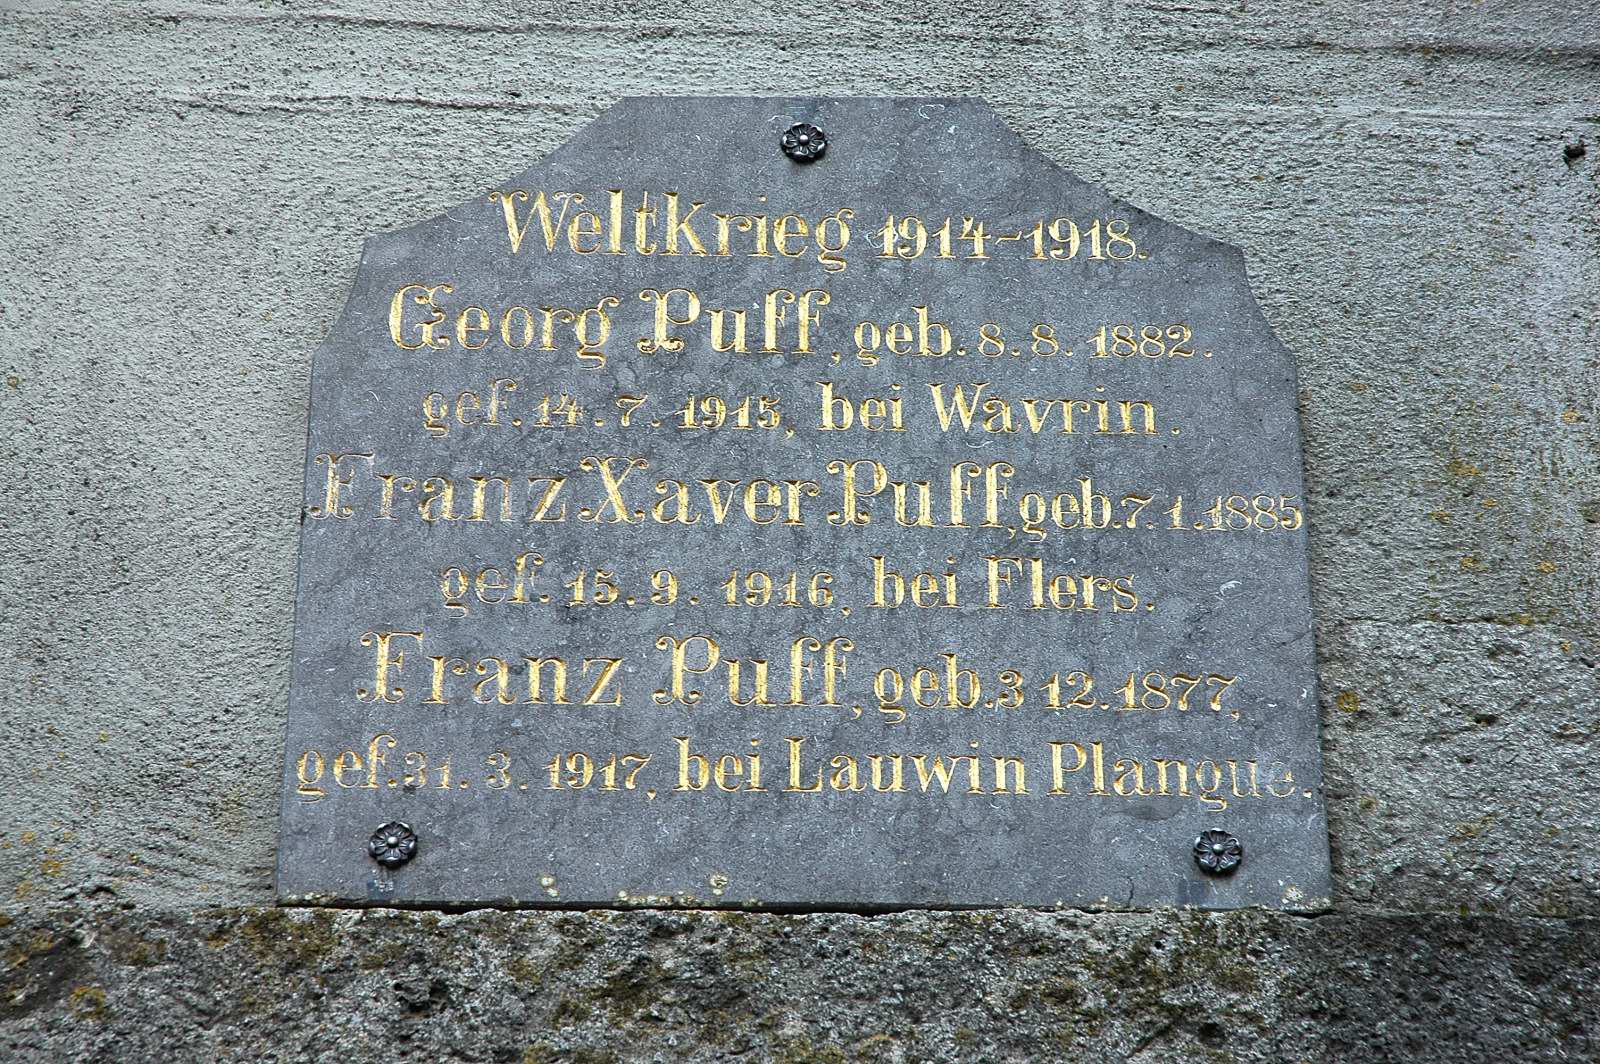 Weltkrieg 1914-1918.
Georg Puff, geb. 8. 8. 1882.
gef. 14. 7. 1915, bei Wavrin.
Franz Xaver Puff, geb. 7. 1. 1885
gef. 15. 9. 1916, bei Flers.
Franz Puff, geb. 3 12. 1877,
gef. 31. 3. 1917, bei Lauwin Planque.